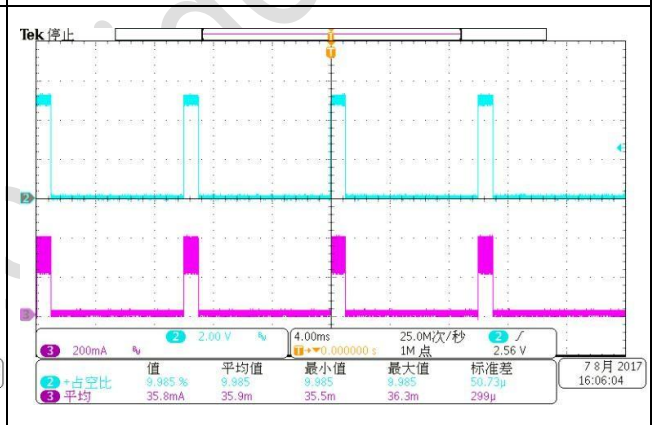 Tek 停止
T
T
2
3
2 2.00 V 4.00ms 25.0M次/秒 2
3 200mA T 0.000000 s 1M 点 2.56 V
值 平均值 最小值 最大值 标准差 7 8月 2017
2 +占空比 9.985 % 9.985 9.985 9.985 50.73μ 16:06:04
3 平均 35.8mA 35.9m 35.5m 36.3m 299μ